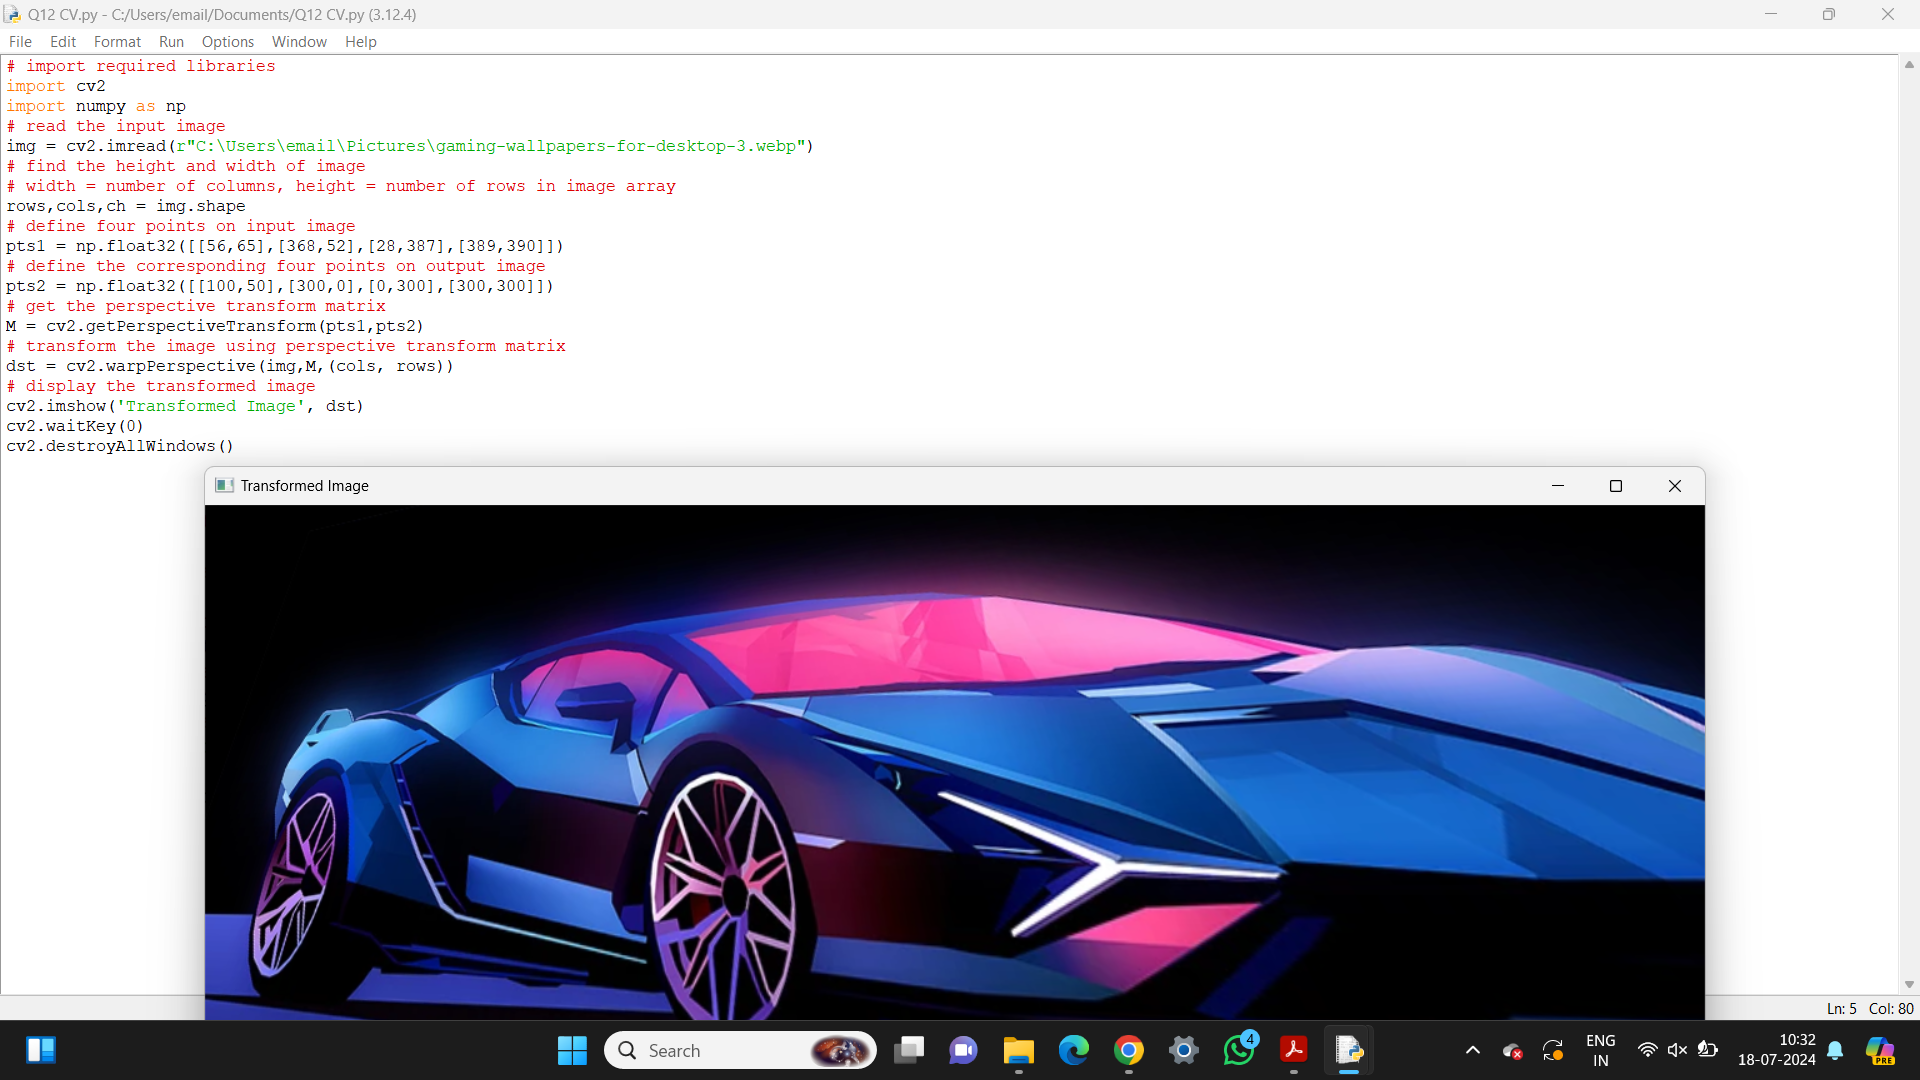 Q12 CV.py - C:/Users/email/Documents/Q12 CV.py (3.12.4)
File Edit Format Run Options Window Help
# import required libraries
import cv2
import numpy as np
# read the input image
img = cv2.imread(r"C:\Users\email\Pictures\gaming-wallpapers-for-desktop-3.webp")
# find the height and width of image
# width = number of columns, height = number of rows in image array
rows,cols,ch = img.shape
# define four points on input image
pts1 = np.float32([[56,65],[368,52],[28,387],[389,390]])
# define the corresponding four points on output image
pts2 = np.float32([[100,50],[300,0],[0,300],[300,300]])
# get the perspective transform matrix
M = cv2.getPerspectiveTransform(pts1,pts2)
# transform the image using perspective transform matrix
dst = cv2.warpPerspective(img,M,(cols, rows))
# display the transformed image
cv2.imshow('Transformed Image', dst)
cv2.waitKey(0)
cv2.destroyAllWindows()
Transformed Image
Ln: 5 Col: 80
Search
4
ENG
IN
10:32
18-07-2024
PRE